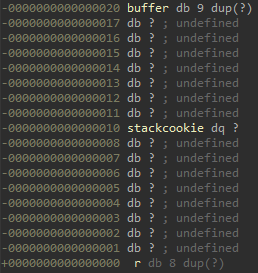 -0000000000000020 buffer db 9 dup(?)
-0000000000000017 db ? ; undefined
-0000000000000016 db ? ; undefined
-0000000000000015 db ? ; undefined
-0000000000000014 db ? ; undefined
-0000000000000013 db ? ; undefined
-0000000000000012 db ? ; undefined
-0000000000000011 db ? ; undefined
-0000000000000010 stackcookie dq ?
-0000000000000008 db ? ; undefined
-0000000000000007 db ? ; undefined
-0000000000000006 db ? ; undefined
-0000000000000005 db ? ; undefined
-0000000000000004 db ? ; undefined
-0000000000000003 db ? ; undefined
-0000000000000002 db ? ; undefined
-0000000000000001 db ? ; undefined
+0000000000000000 r db 8 dup(?)